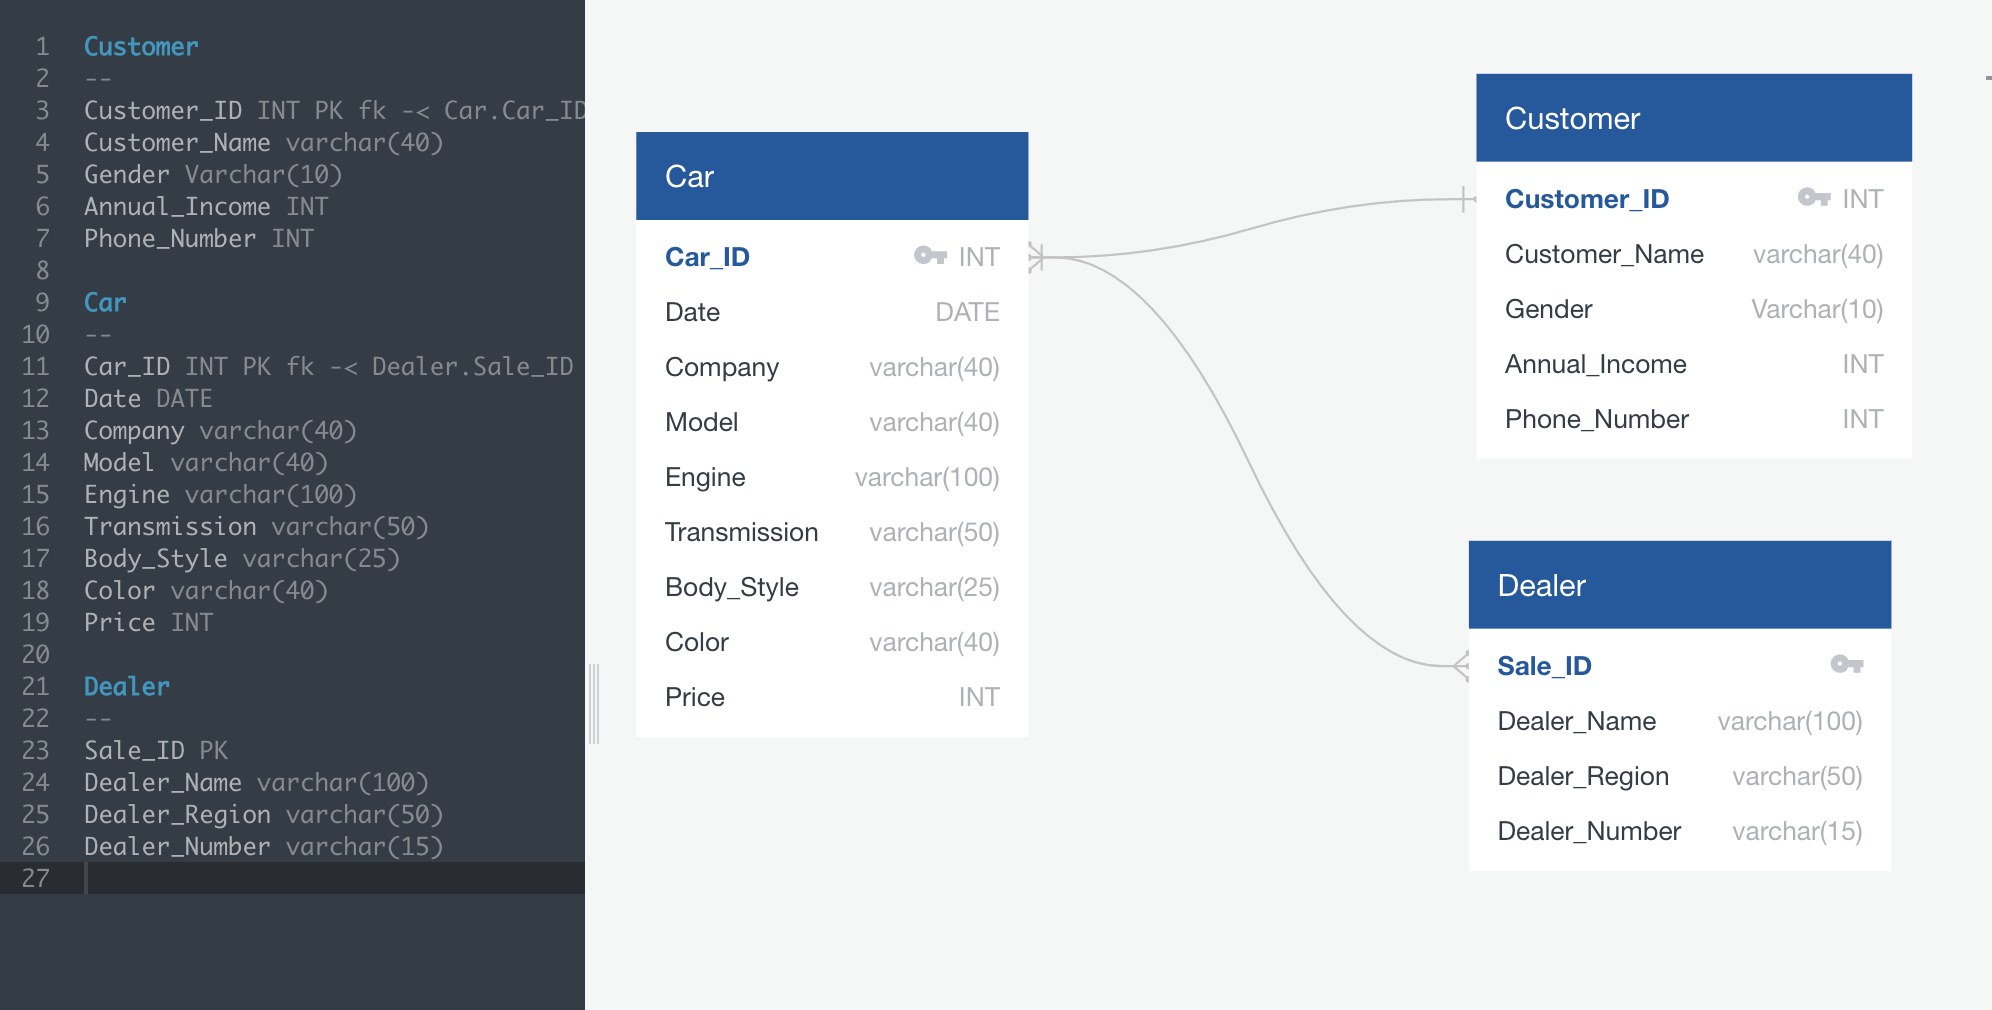 1 Customer
2 --
3 Customer_ID INT PK fk -< Car.Car_ID
4 Customer_Name varchar(40)
5 Gender Varchar(10)
6 Annual_Income INT
7 Phone_Number INT
8
9 Car
10 --
11 Car_ID INT PK fk -< Dealer.Sale_ID
12 Date DATE
13 Company varchar(40)
14 Model varchar(40)
15 Engine varchar(100)
16 Transmission varchar(50)
17 Body_Style varchar(25)
18 Color varchar(40)
19 Price INT
20
21 Dealer
22 --
23 Sale_ID PK
24 Dealer_Name varchar(100)
25 Dealer_Region varchar(50)
26 Dealer_Number varchar(15)
27
Car
Car_ID INT
Date DATE
Company varchar(40)
Model varchar(40)
Engine varchar(100)
Transmission varchar(50)
Body_Style varchar(25)
Color varchar(40)
Price INT
Customer
Customer_ID INT
Customer_Name varchar(40)
Gender Varchar(10)
Annual_Income INT
Phone_Number INT
Dealer
Sale_ID
Dealer_Name varchar(100)
Dealer_Region varchar(50)
Dealer_Number varchar(15)